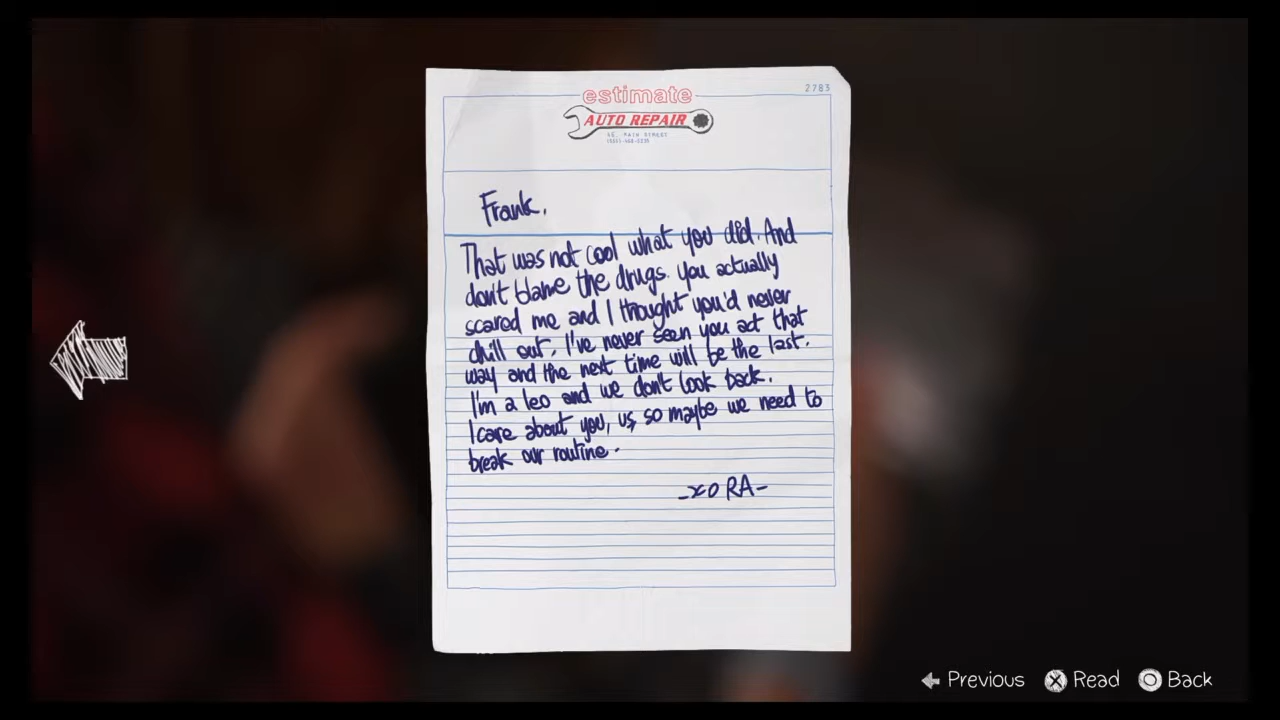 2783
estimate
AUTO REPAIR
MAIN STREET
Frank.
That was not cool what you did. And
don't blame the drugs. You actually
scared me and I thought you'd never
chill out. I've never seen you act that
way and the next time will be the last.
I'm a leo and we don't look back.
I care about you, us, so maybe we need to
break our routine.
-xo RA-
Previous Read Back